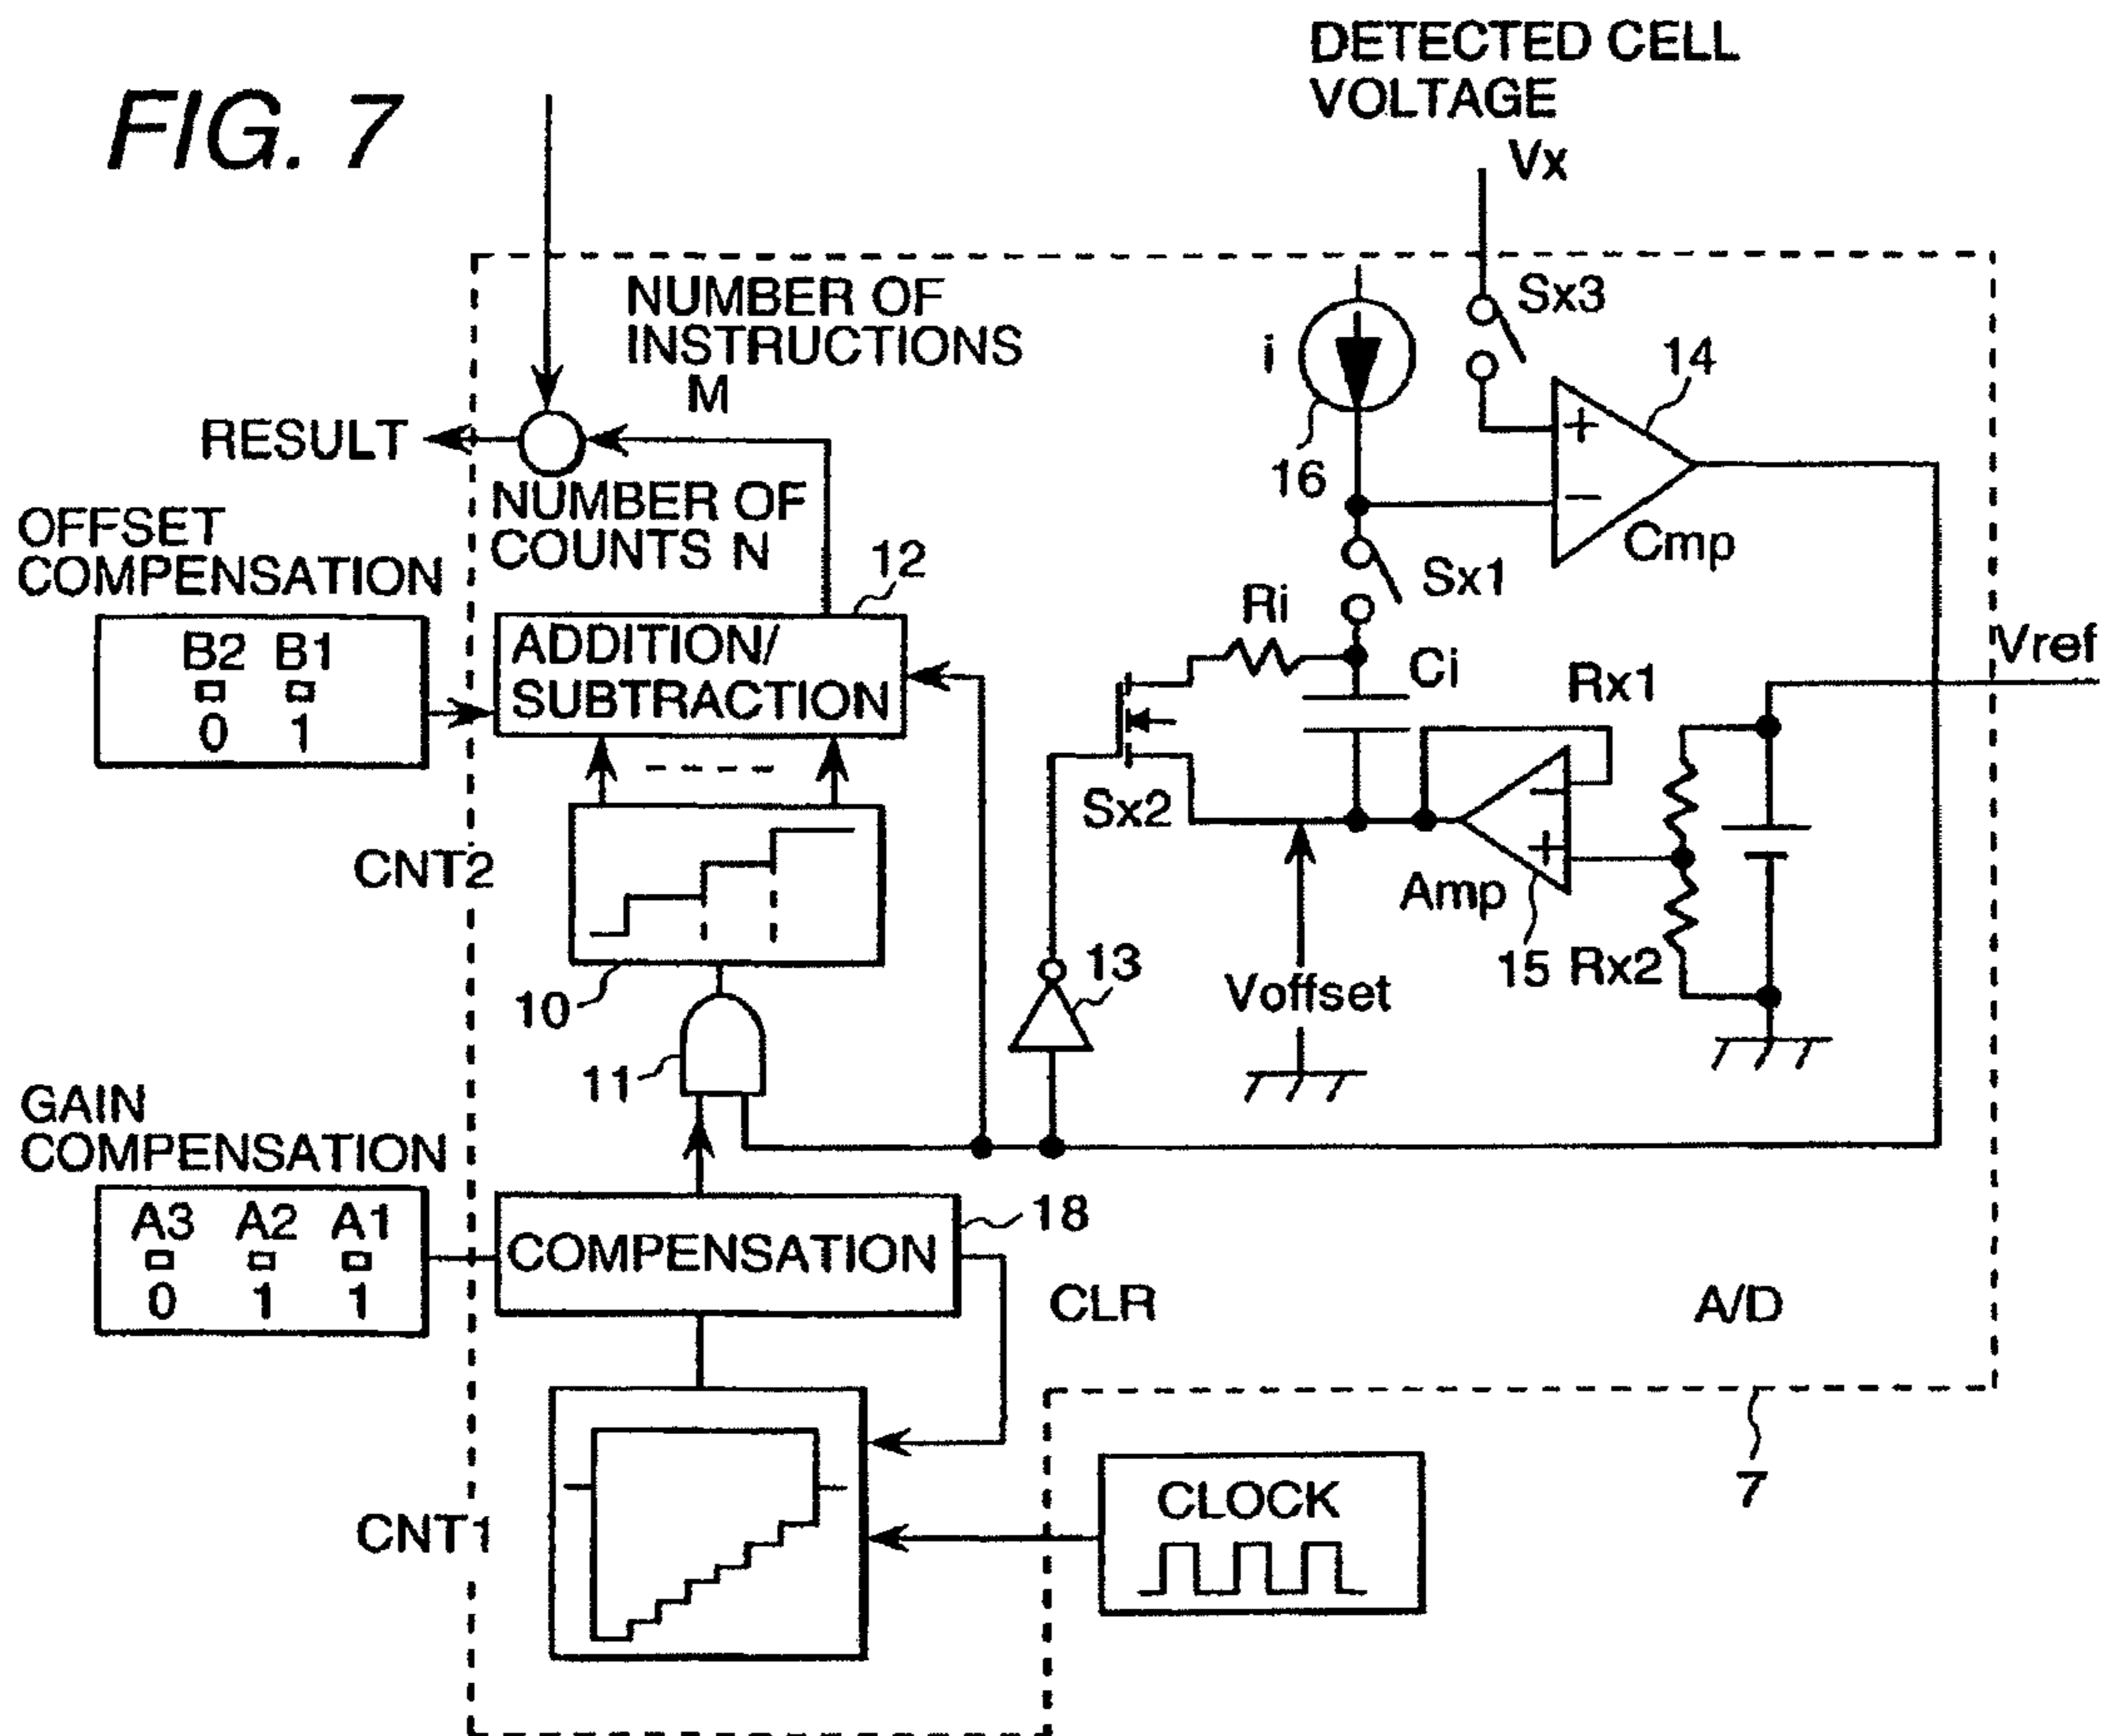 FIG. 7
DETECTED CELL
VOLTAGE
Vx
NUMBER OF
INSTRUCTIONS
M
i
16
Sx3
14
+
−
Cmp
RESULT
NUMBER OF
COUNTS N
12
OFFSET
COMPENSATION
B2 B1
0 1
ADDITION/
SUBTRACTION
Sx1
Ri
Ci
Rx1
Vref
Sx2
−
+
Amp
15
Rx2
CNT2
10
11
13
Voffset
GAIN
COMPENSATION
A3 A2 A1
0 1 1
COMPENSATION
18
CLR
A/D
7
CNT1
CLOCK